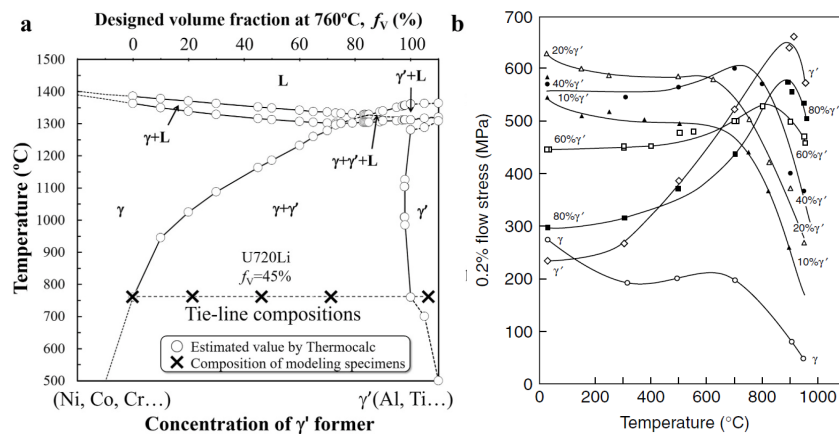 a
Designed volume fraction at 760ºC, fV (%)
0 20 40 60 80 100
1500
1400
1300
1200
1100
1000
900
800
700
600
500
Temperature (ºC)
L
γ'+L
γ+L
γ+γ'+L
γ
γ+γ'
γ'
U720Li
fV=45%
Tie-line compositions
Estimated value by Thermocalc
Composition of modeling specimens
(Ni, Co, Cr…)
γ'(Al, Ti…)
Concentration of γ' former
b
700
600
500
400
300
200
100
0
0.2% flow stress (MPa)
20%γ'
40%γ'
10%γ'
60%γ'
80%γ'
γ
γ'
γ'
80%γ'
60%γ'
40%γ'
20%γ'
10%γ'
γ
0 200 400 600 800 1000
Temperature (°C)